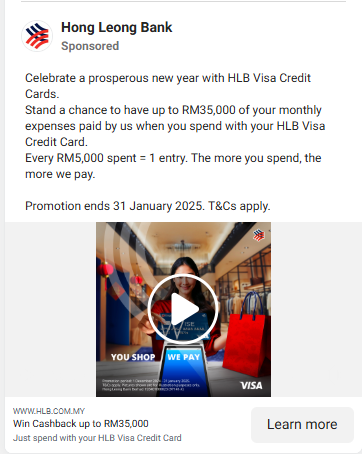 Hong Leong Bank
Sponsored
Celebrate a prosperous new year with HLB Visa Credit
Cards.
Stand a chance to have up to RM35,000 of your monthly
expenses paid by us when you spend with your HLB Visa
Credit Card.
Every RM5,000 spent = 1 entry. The more you spend, the
more we pay.
Promotion ends 31 January 2025. T&Cs apply.
YOU SHOP WE PAY
VISA
WWW.HLB.COM.MY
Win Cashback up to RM35,000
Just spend with your HLB Visa Credit Card
Learn more